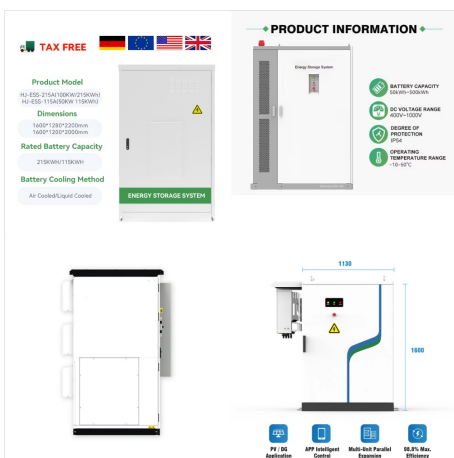 TAX FREE
Product Model
HJ-ESS-215A(100KW/215KWH)
HJ-ESS-115A(50KW 115KWH)
Dimensions
1600*1280*2200mm
1600*1200*2000mm
Rated Battery Capacity
215KWH/115KWH
Battery Cooling Method
Air Cooled/Liquid Cooled
ENERGY STORAGE SYSTEM
PRODUCT INFORMATION
Energy Storage System
BATTERY CAPACITY
50kWh~500kWh
DC VOLTAGE RANGE
400V~1000V
DEGREE OF
PROTECTION
IP54
OPERATING
TEMPERATURE RANGE
-10~50°C
1130
1600
PV / DG
Application
APP Intelligent
Control
Multi-Unit Parallel
Expansion
98.8% Max.
Efficiency